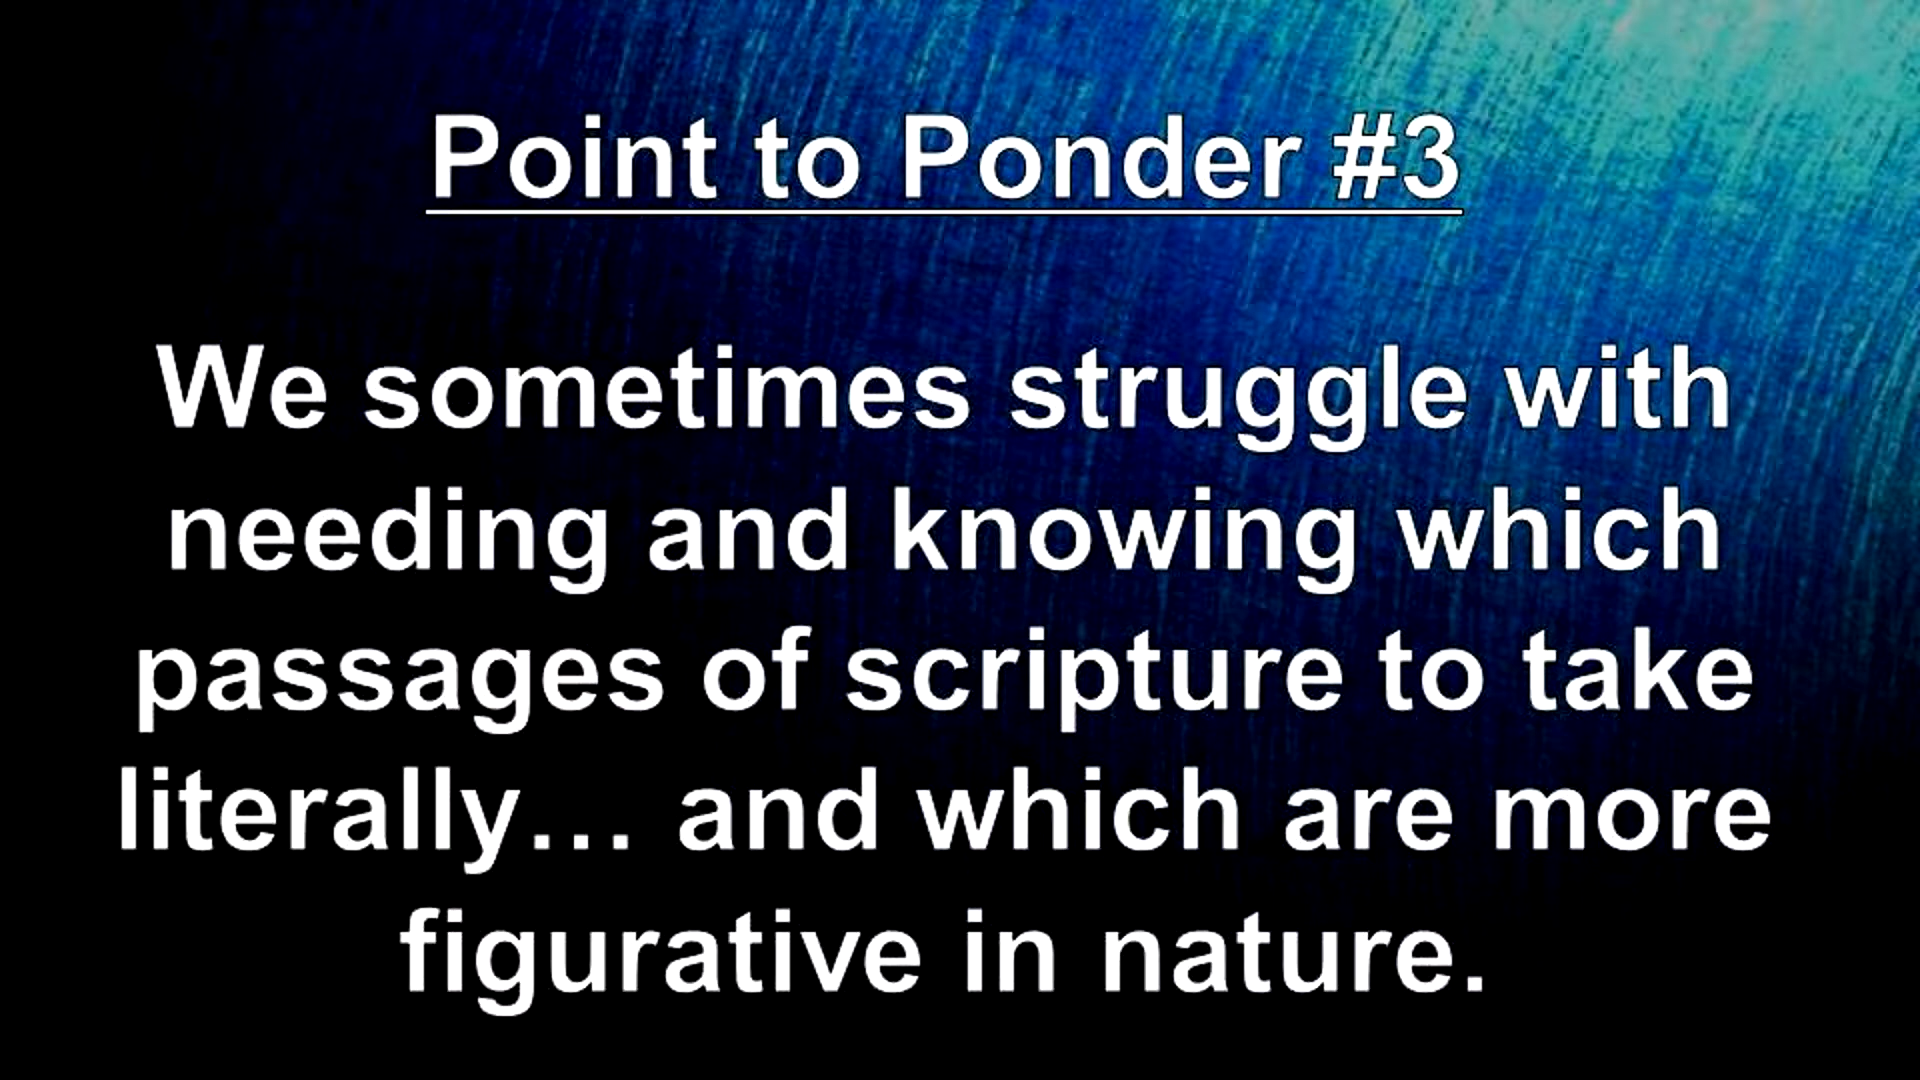 Point to Ponder #3
We sometimes struggle with
needing and knowing which
passages of scripture to take
literally… and which are more
figurative in nature.